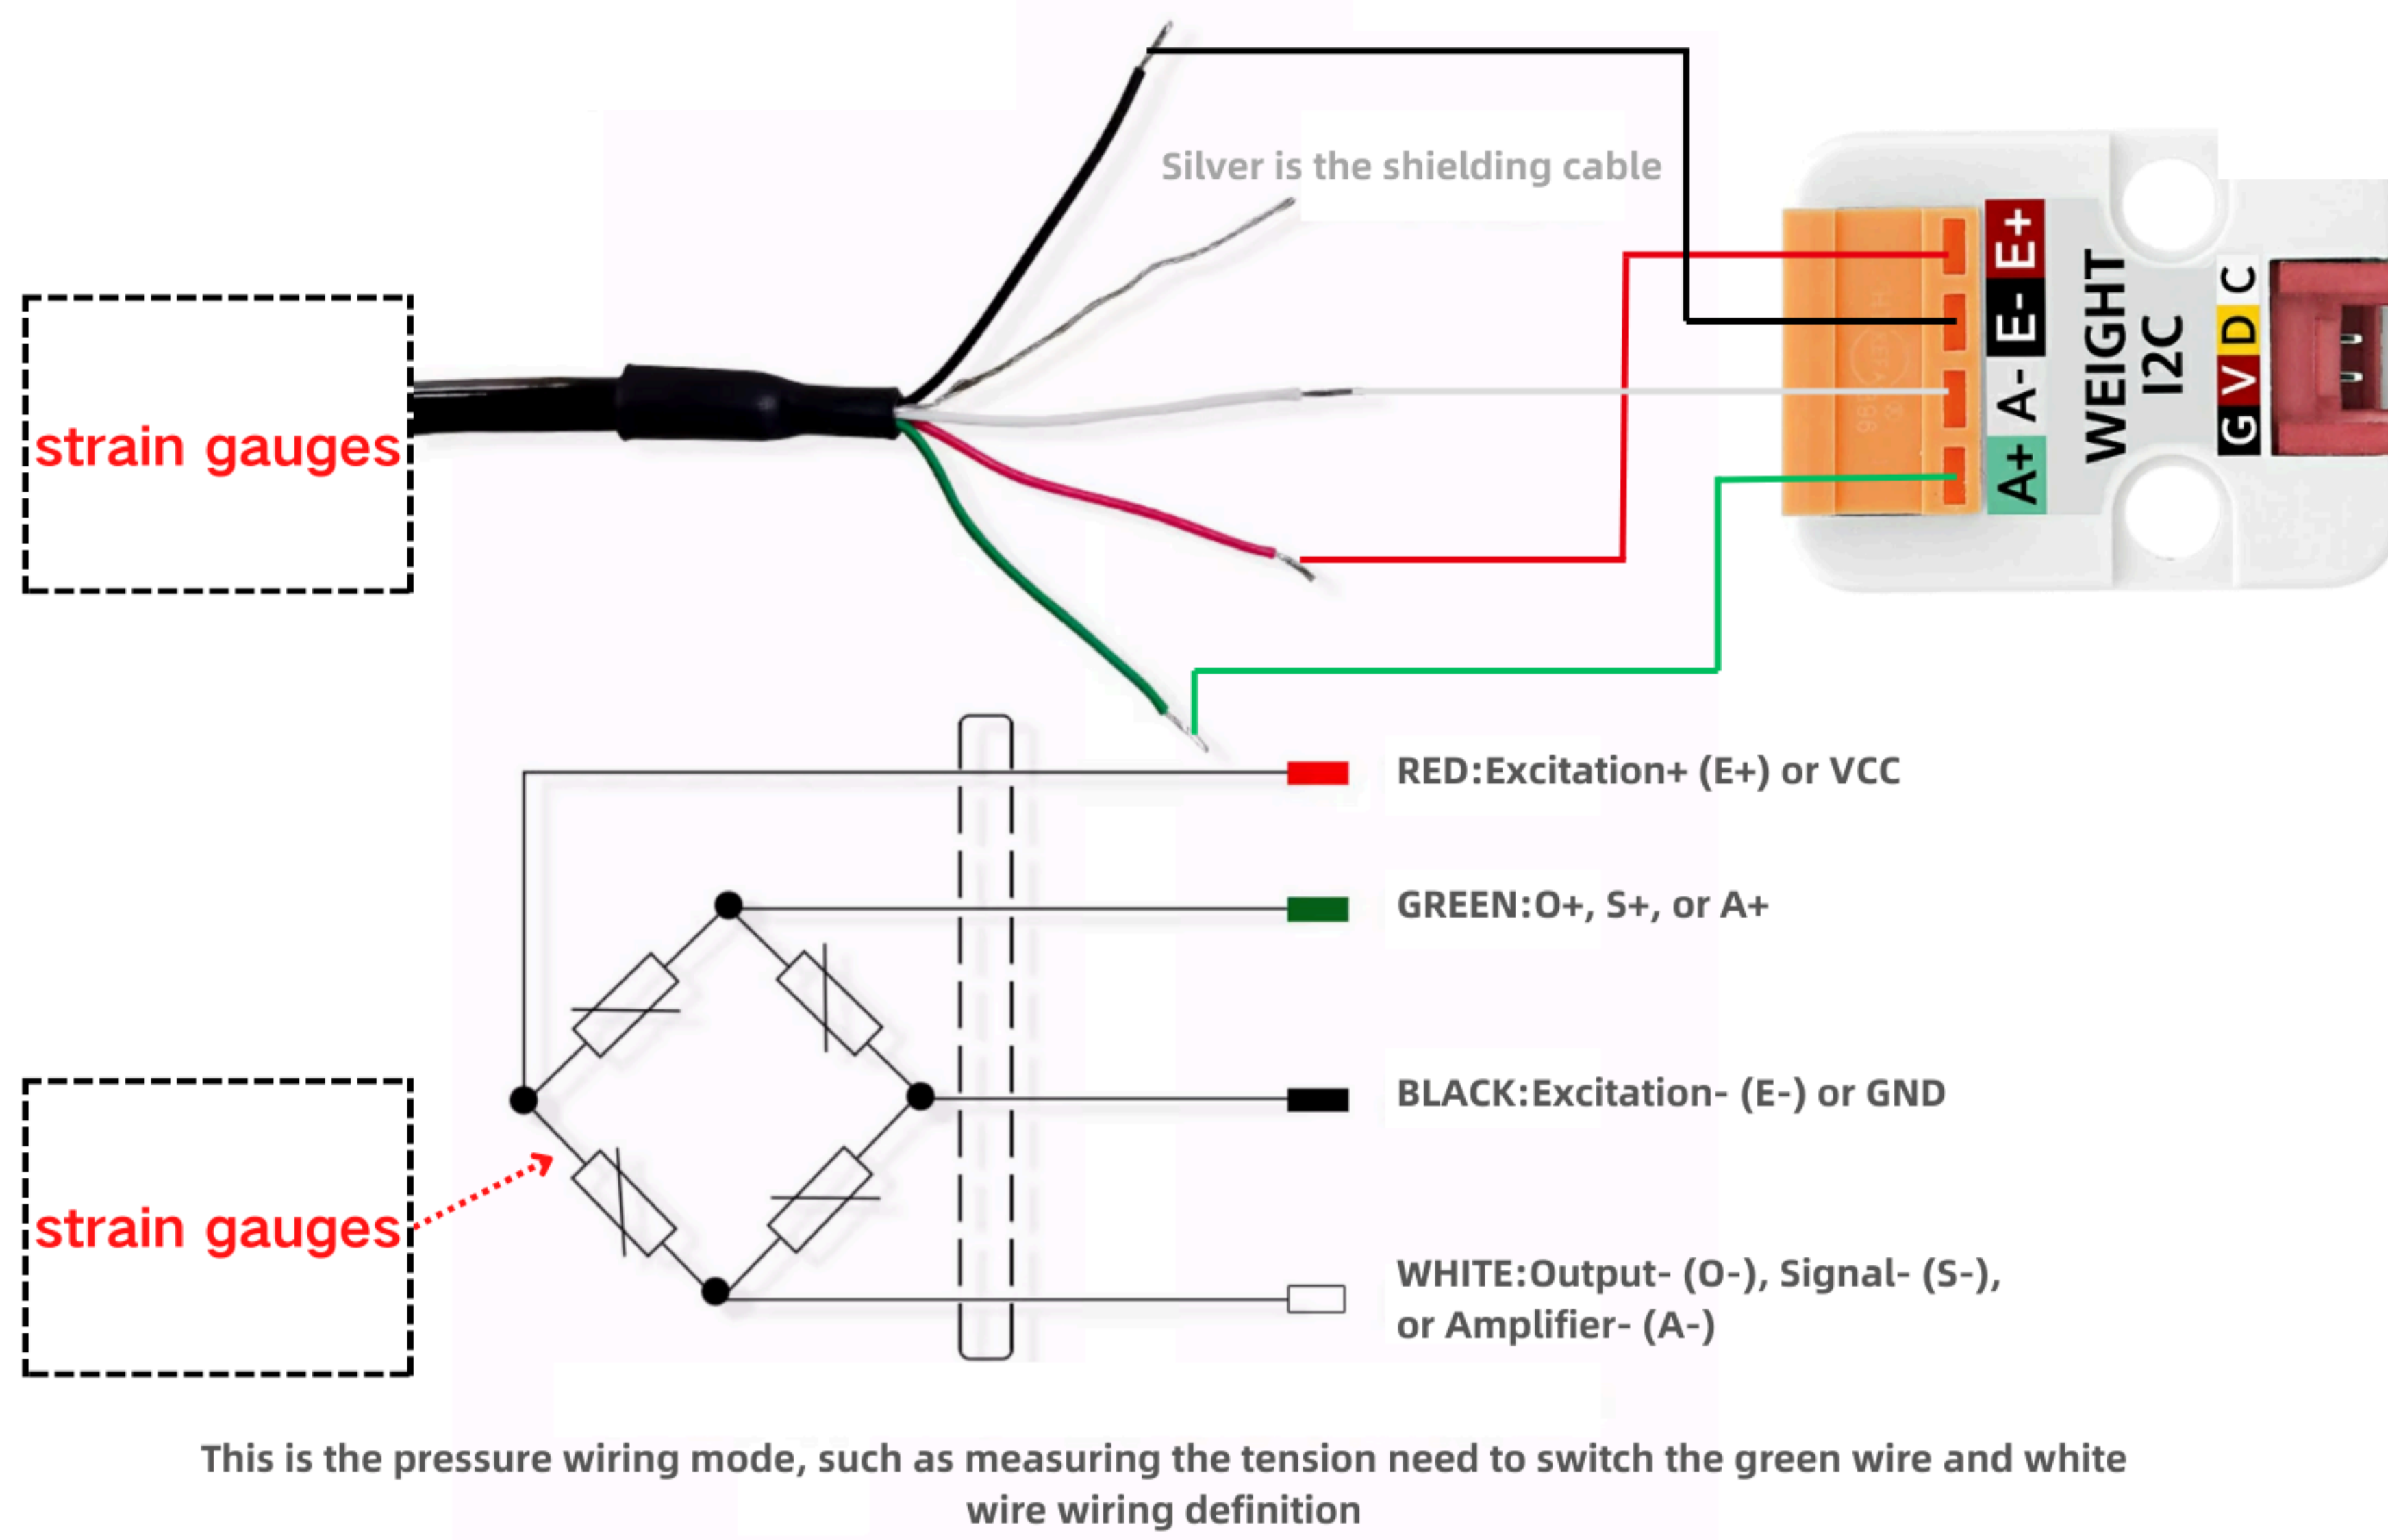 Silver is the shielding cable
strain gauges
E+
E-
A-
A+
WEIGHT
I2C
C
D
V
G
RED:Excitation+ (E+) or VCC
GREEN:O+, S+, or A+
BLACK:Excitation- (E-) or GND
strain gauges
WHITE:Output- (O-), Signal- (S-),
or Amplifier- (A-)
This is the pressure wiring mode, such as measuring the tension need to switch the green wire and white
wire wiring definition